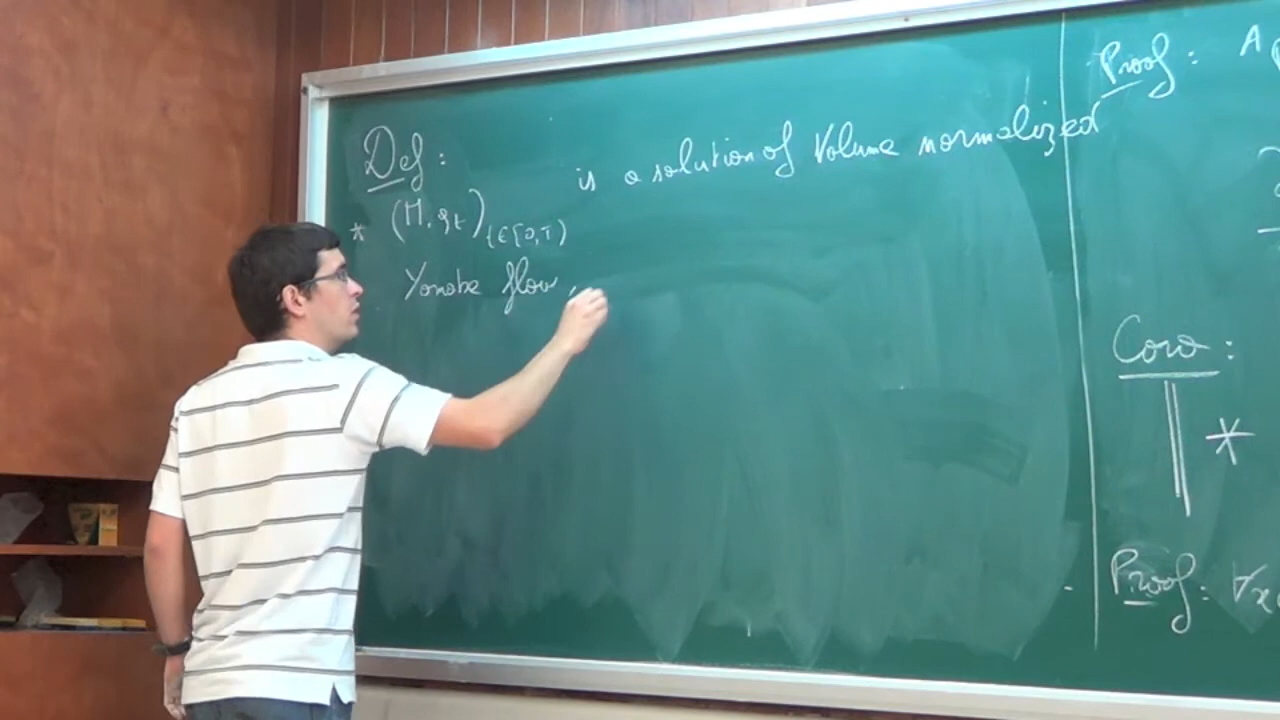 Def :
* (M, g_t)_{t∈[0,T)} is a solution of Volume normalized
Yamabe flow
Proof : A
Coro :
*
Proof : ∀x